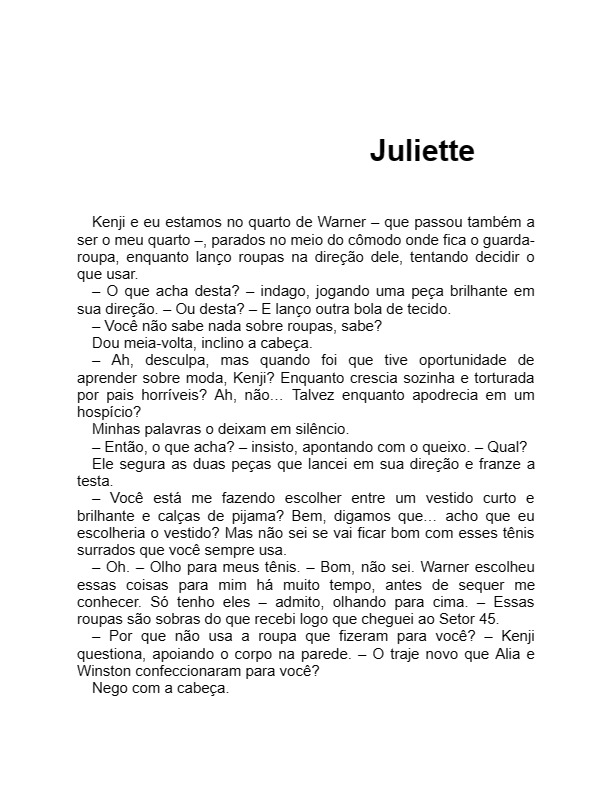 Juliette
Kenji e eu estamos no quarto de Warner – que passou também a
ser o meu quarto –, parados no meio do cômodo onde fica o guarda-
roupa, enquanto lanço roupas na direção dele, tentando decidir o
que usar.
– O que acha desta? – indago, jogando uma peça brilhante em
sua direção. – Ou desta? – E lanço outra bola de tecido.
– Você não sabe nada sobre roupas, sabe?
Dou meia-volta, inclino a cabeça.
– Ah, desculpa, mas quando foi que tive oportunidade de
aprender sobre moda, Kenji? Enquanto crescia sozinha e torturada
por pais horríveis? Ah, não... Talvez enquanto apodrecia em um
hospício?
Minhas palavras o deixam em silêncio.
– Então, o que acha? – insisto, apontando com o queixo. – Qual?
Ele segura as duas peças que lancei em sua direção e franze a
testa.
– Você está me fazendo escolher entre um vestido curto e
brilhante e calças de pijama? Bem, digamos que... acho que eu
escolheria o vestido? Mas não sei se vai ficar bom com esses tênis
surrados que você sempre usa.
– Oh. – Olho para meus tênis. – Bom, não sei. Warner escolheu
essas coisas para mim há muito tempo, antes de sequer me
conhecer. Só tenho eles – admito, olhando para cima. – Essas
roupas são sobras do que recebi logo que cheguei ao Setor 45.
– Por que não usa a roupa que fizeram para você? – Kenji
questiona, apoiando o corpo na parede. – O traje novo que Alia e
Winston confeccionaram para você?
Nego com a cabeça.